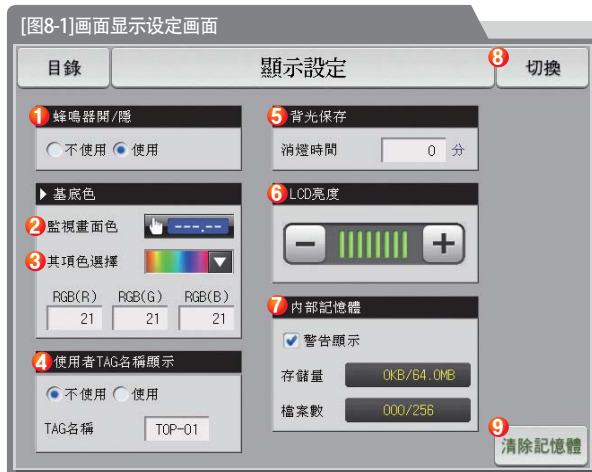 [图8-1]画面显示设定画面
目錄
顯示設定
8
切換
1 蜂鳴器開/隱
不使用 使用
▶ 基底色
2 監視畫面色 ---.--
3 其項色選擇
RGB(R) RGB(G) RGB(B)
21 21 21
4 使用者TAG名稱顯示
不使用 使用
TAG名稱 TOP-01
5 背光保存
消燈時間 0 分
6 LCD亮度
− +
7 內部記憶體
警告顯示
存儲量 0KB/64.0MB
檔案數 000/256
9
清除記憶體